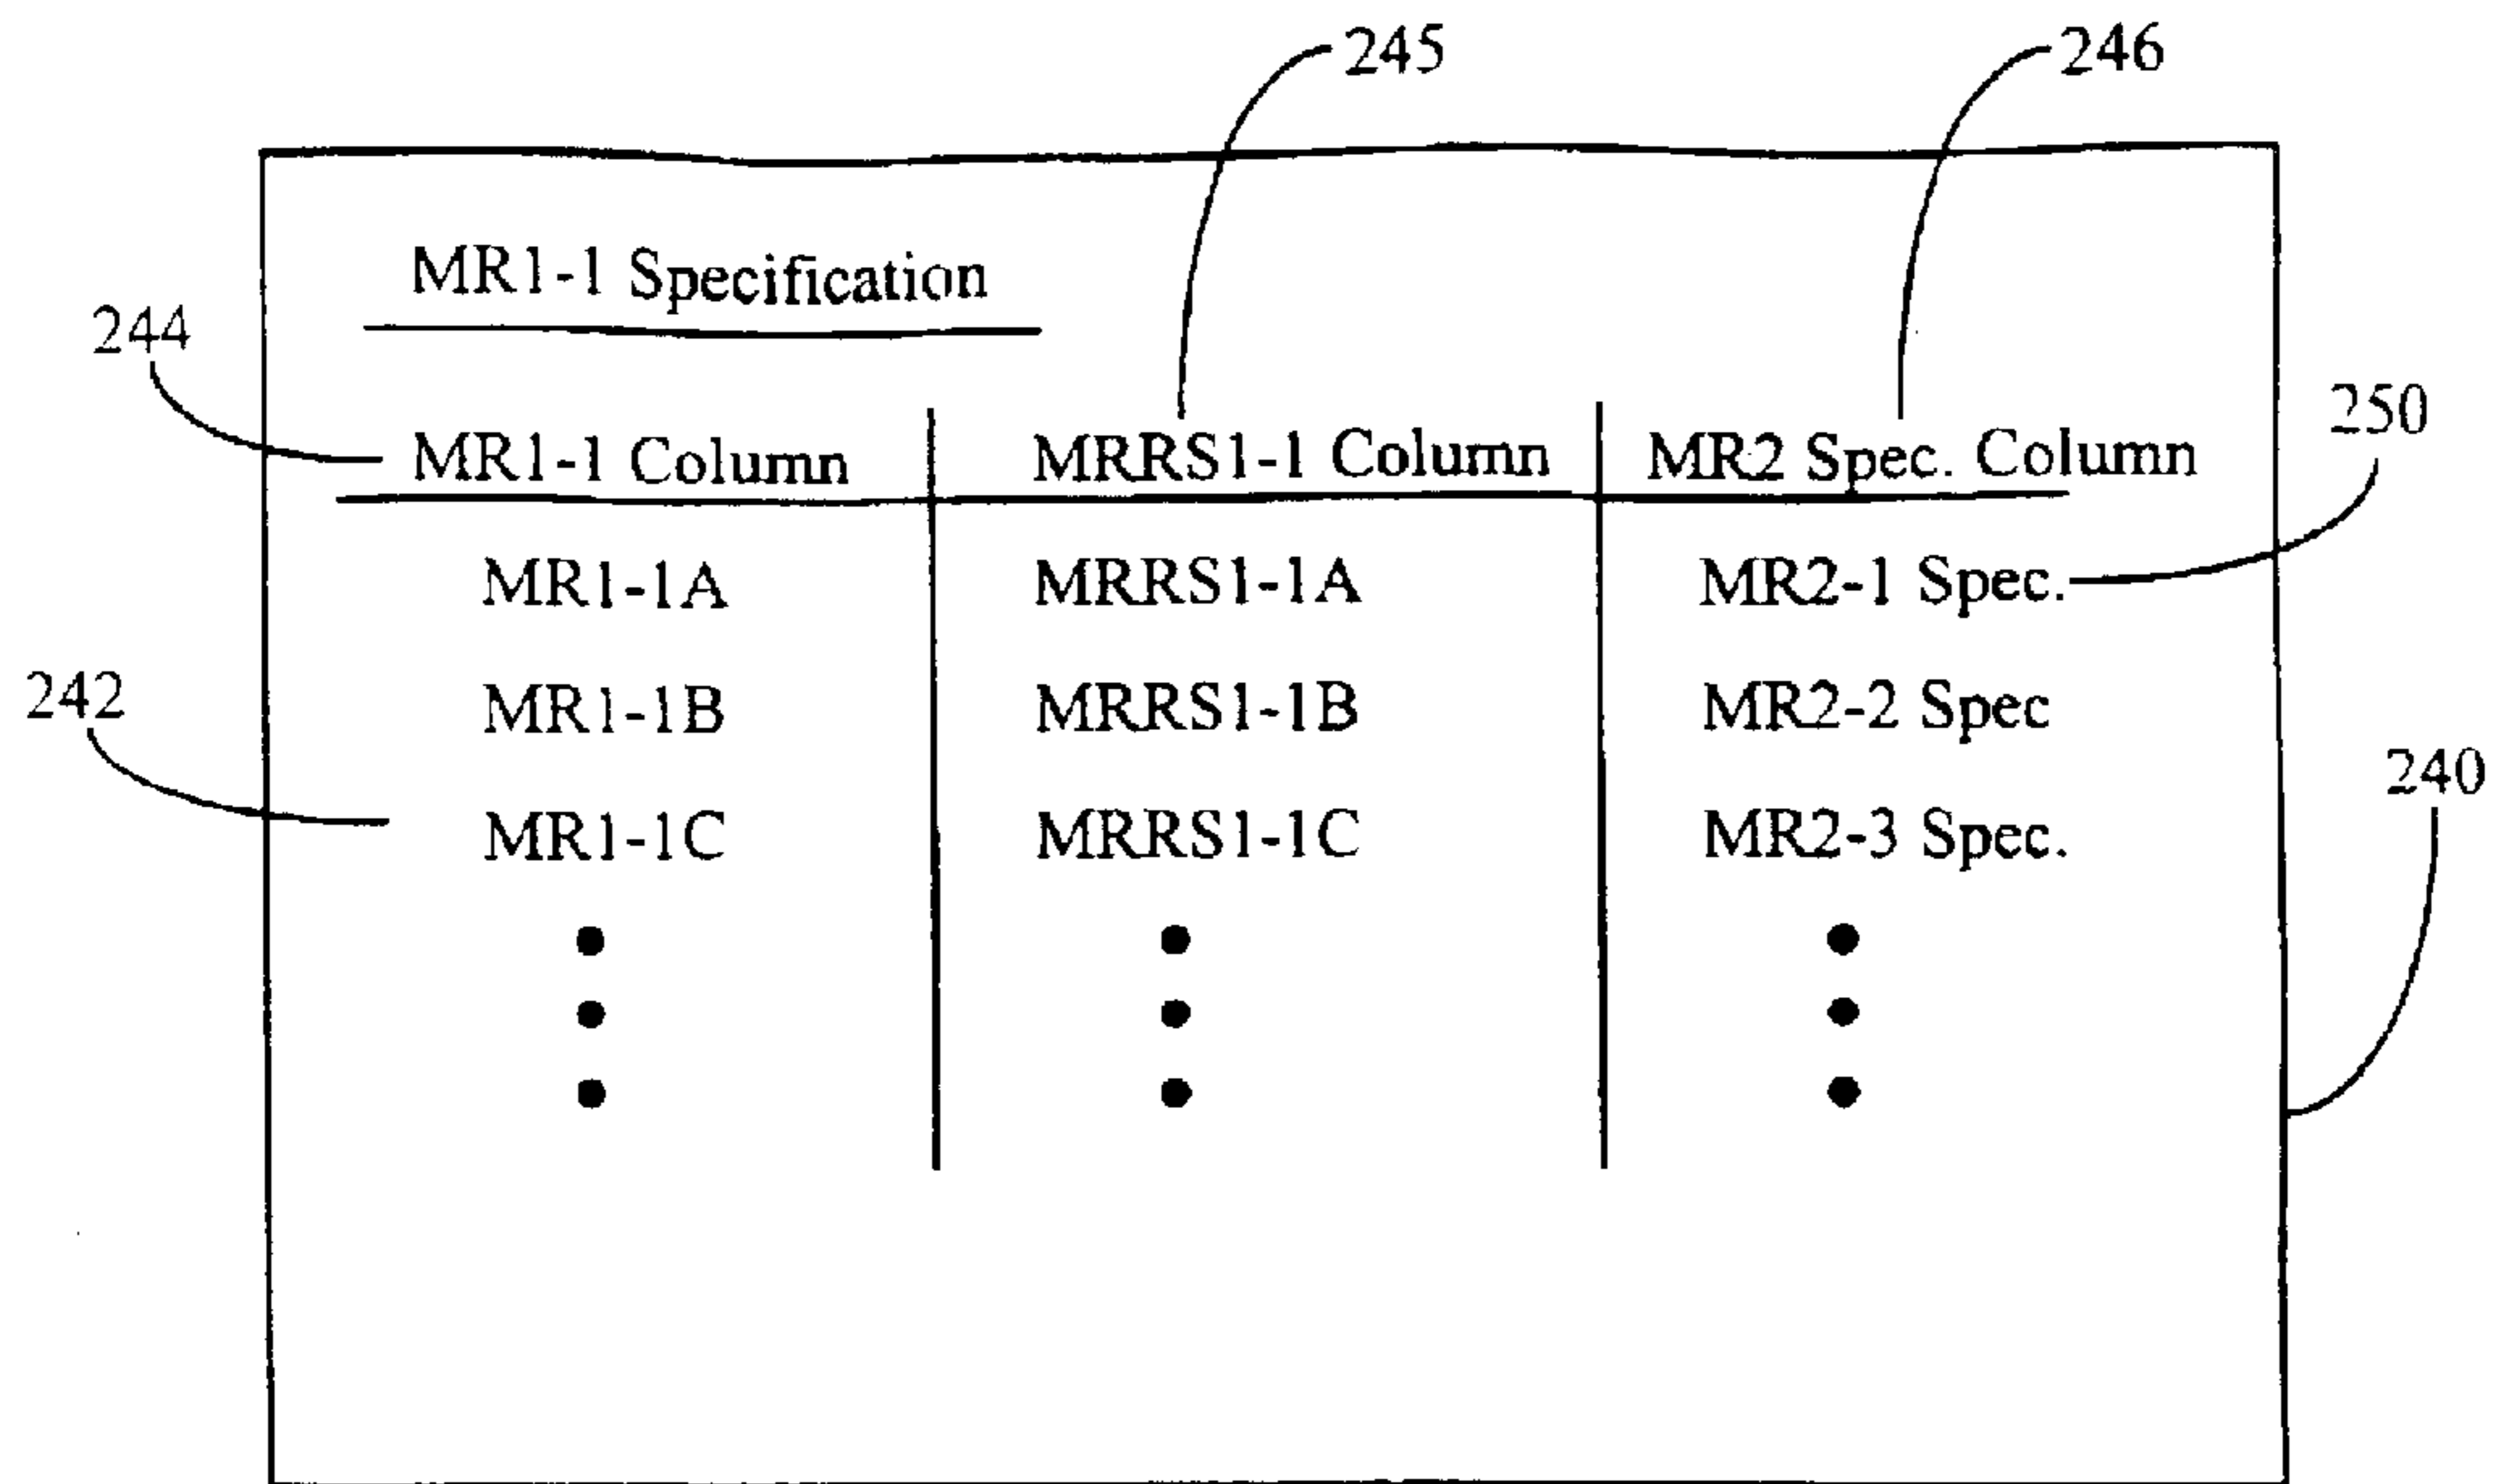 245
246
MR1-1 Specification
244
250
MR1-1 Column MRRS1-1 Column MR2 Spec. Column
MR1-1A MRRS1-1A MR2-1 Spec.
242
MR1-1B MRRS1-1B MR2-2 Spec
240
MR1-1C MRRS1-1C MR2-3 Spec.